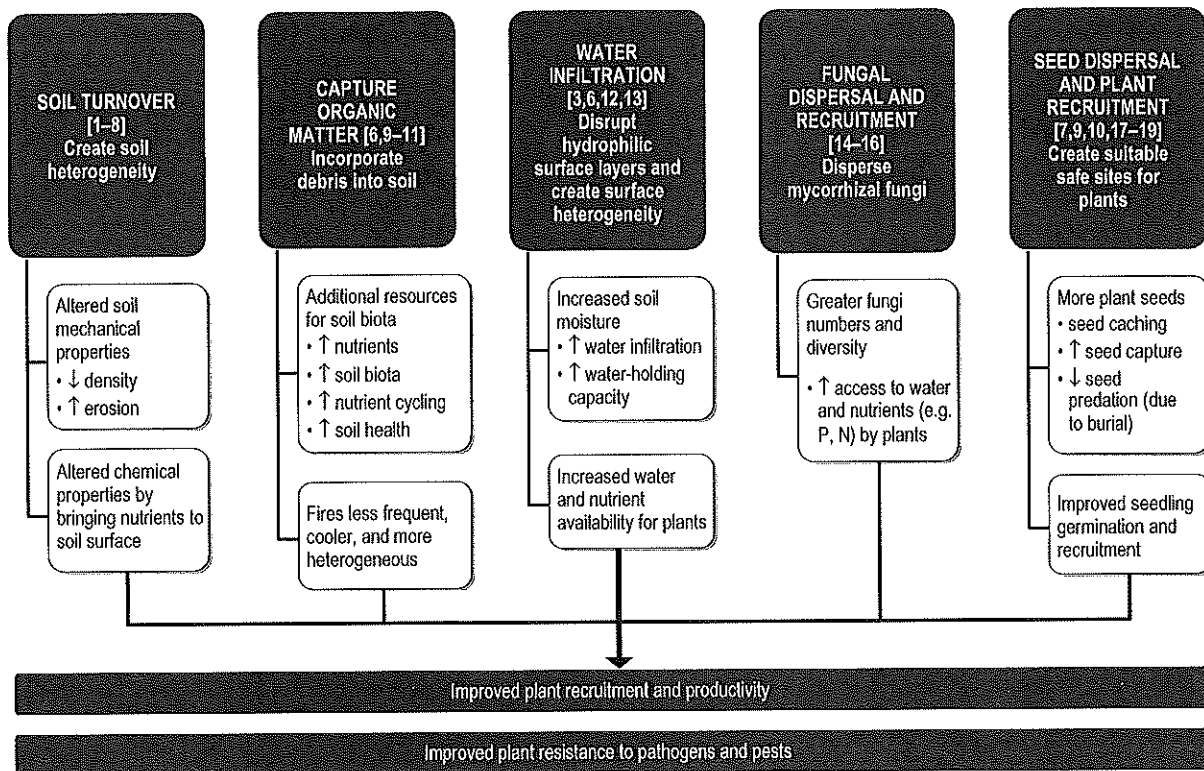 SOIL TURNOVER
[1–8]
Create soil
heterogeneity
Altered soil
mechanical
properties
• ↓ density
• ↑ erosion
Altered chemical
properties by
bringing nutrients to
soil surface
CAPTURE
ORGANIC
MATTER [6,9–11]
Incorporate
debris into soil
Additional resources
for soil biota
• ↑ nutrients
• ↑ soil biota
• ↑ nutrient cycling
• ↑ soil health
Fires less frequent,
cooler, and more
heterogeneous
WATER
INFILTRATION
[3,6,12,13]
Disrupt
hydrophilic
surface layers and
create surface
heterogeneity
Increased soil
moisture
• ↑ water infiltration
• ↑ water-holding
capacity
Increased water
and nutrient
availability for plants
FUNGAL
DISPERSAL AND
RECRUITMENT
[14–16]
Disperse
mycorrhizal fungi
Greater fungi
numbers and
diversity
• ↑ access to water
and nutrients (e.g.
P, N) by plants
SEED DISPERSAL
AND PLANT
RECRUITMENT
[7,9,10,17–19]
Create suitable
safe sites for
plants
More plant seeds
• seed caching
• ↑ seed capture
• ↓ seed
predation (due
to burial)
Improved seedling
germination and
recruitment
Improved plant recruitment and productivity
Improved plant resistance to pathogens and pests